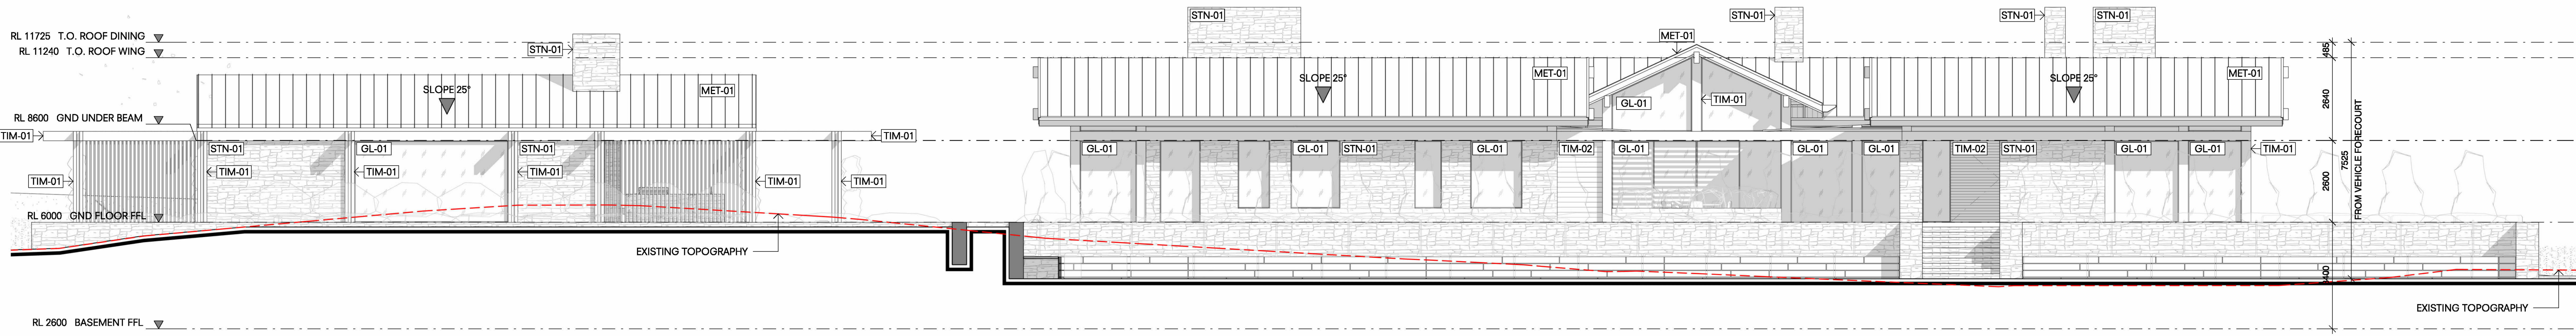 STN-01
STN-01
STN-01
STN-01
RL 11725 T.O. ROOF DINING
MET-01
STN-01
RL 11240 T.O. ROOF WING
485
SLOPE 25°
MET-01
SLOPE 25°
MET-01
SLOPE 25°
MET-01
GL-01
TIM-01
2640
RL 8600 GND UNDER BEAM
TIM-01
TIM-01
STN-01
GL-01
STN-01
GL-01
GL-01
STN-01
GL-01
TIM-02
GL-01
GL-01
GL-01
TIM-02
STN-01
GL-01
GL-01
TIM-01
TIM-01
TIM-01
TIM-01
TIM-01
TIM-01
TIM-01
2600
7525
FROM VEHICLE FORECOURT
RL 6000 GND FLOOR FFL
EXISTING TOPOGRAPHY
EXISTING TOPOGRAPHY
RL 2600 BASEMENT FFL